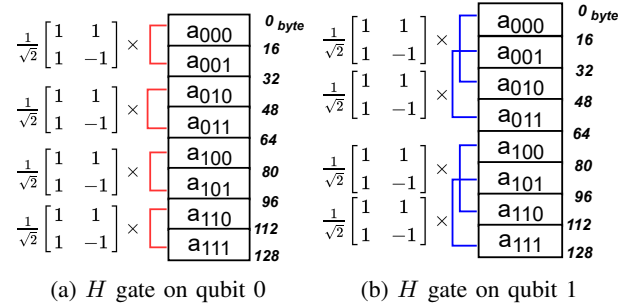 1/√2 [1 1; 1 −1] × a000 0 byte
a001 16
32
1/√2 [1 1; 1 −1] × a010
a011 48
64
1/√2 [1 1; 1 −1] × a100
a101 80
96
1/√2 [1 1; 1 −1] × a110
a111 112
128
(a) H gate on qubit 0
1/√2 [1 1; 1 −1] × a000 0 byte
a001 16
1/√2 [1 1; 1 −1] × a010 32
a011 48
64
1/√2 [1 1; 1 −1] × a100
a101 80
1/√2 [1 1; 1 −1] × a110 96
a111 112
128
(b) H gate on qubit 1